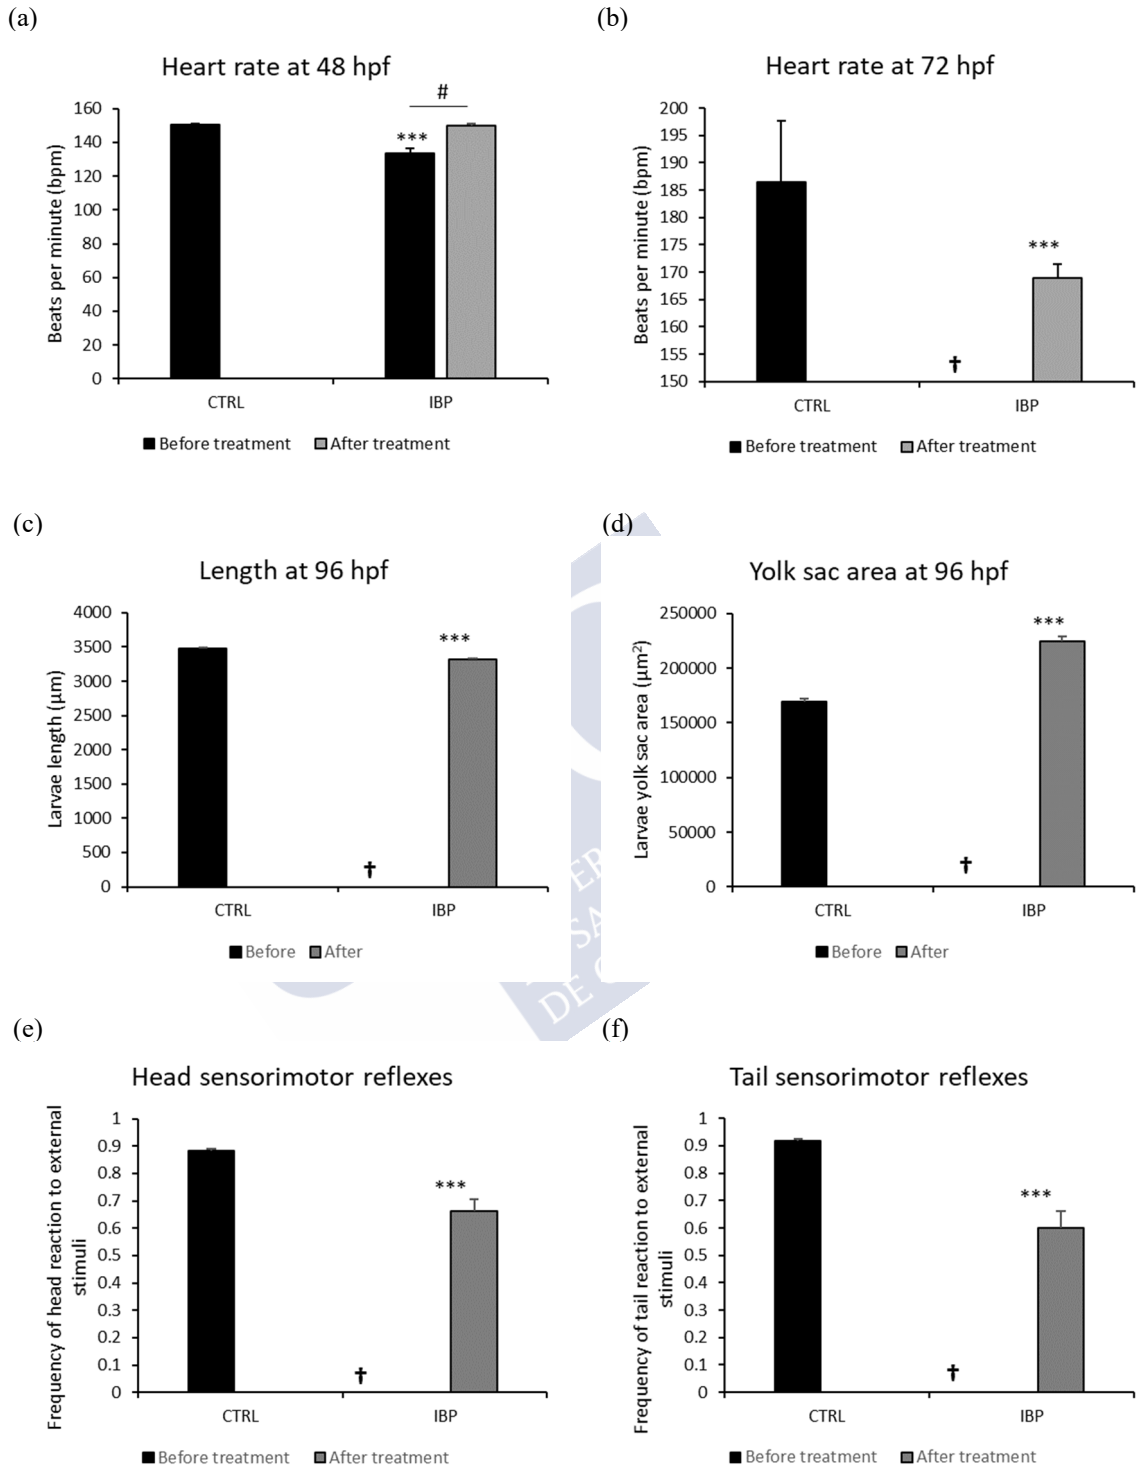 (a)
Heart rate at 48 hpf
Beats per minute (bpm)
160
140
120
100
80
60
40
20
0
***
#
CTRL
IBP
Before treatment
After treatment
(b)
Heart rate at 72 hpf
Beats per minute (bpm)
200
195
190
185
180
175
170
165
160
155
150
***
†
CTRL
IBP
Before treatment
After treatment
(c)
Length at 96 hpf
Larvae length (µm)
4000
3500
3000
2500
2000
1500
1000
500
0
***
†
CTRL
IBP
Before
After
(d)
Yolk sac area at 96 hpf
Larvae yolk sac area (µm²)
250000
200000
150000
100000
50000
0
***
†
CTRL
IBP
Before
After
DE
(e)
Head sensorimotor reflexes
Frequency of head reaction to external
stimuli
1
0.9
0.8
0.7
0.6
0.5
0.4
0.3
0.2
0.1
0
***
†
CTRL
IBP
Before treatment
After treatment
(f)
Tail sensorimotor reflexes
Frequency of tail reaction to external
stimuli
1
0.9
0.8
0.7
0.6
0.5
0.4
0.3
0.2
0.1
0
***
†
CTRL
IBP
Before treatment
After treatment